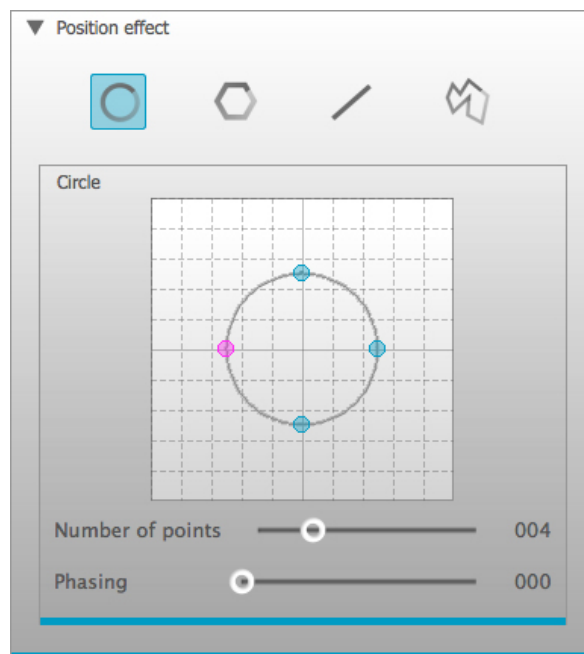 Position effect
Circle
Number of points 004
Phasing 000